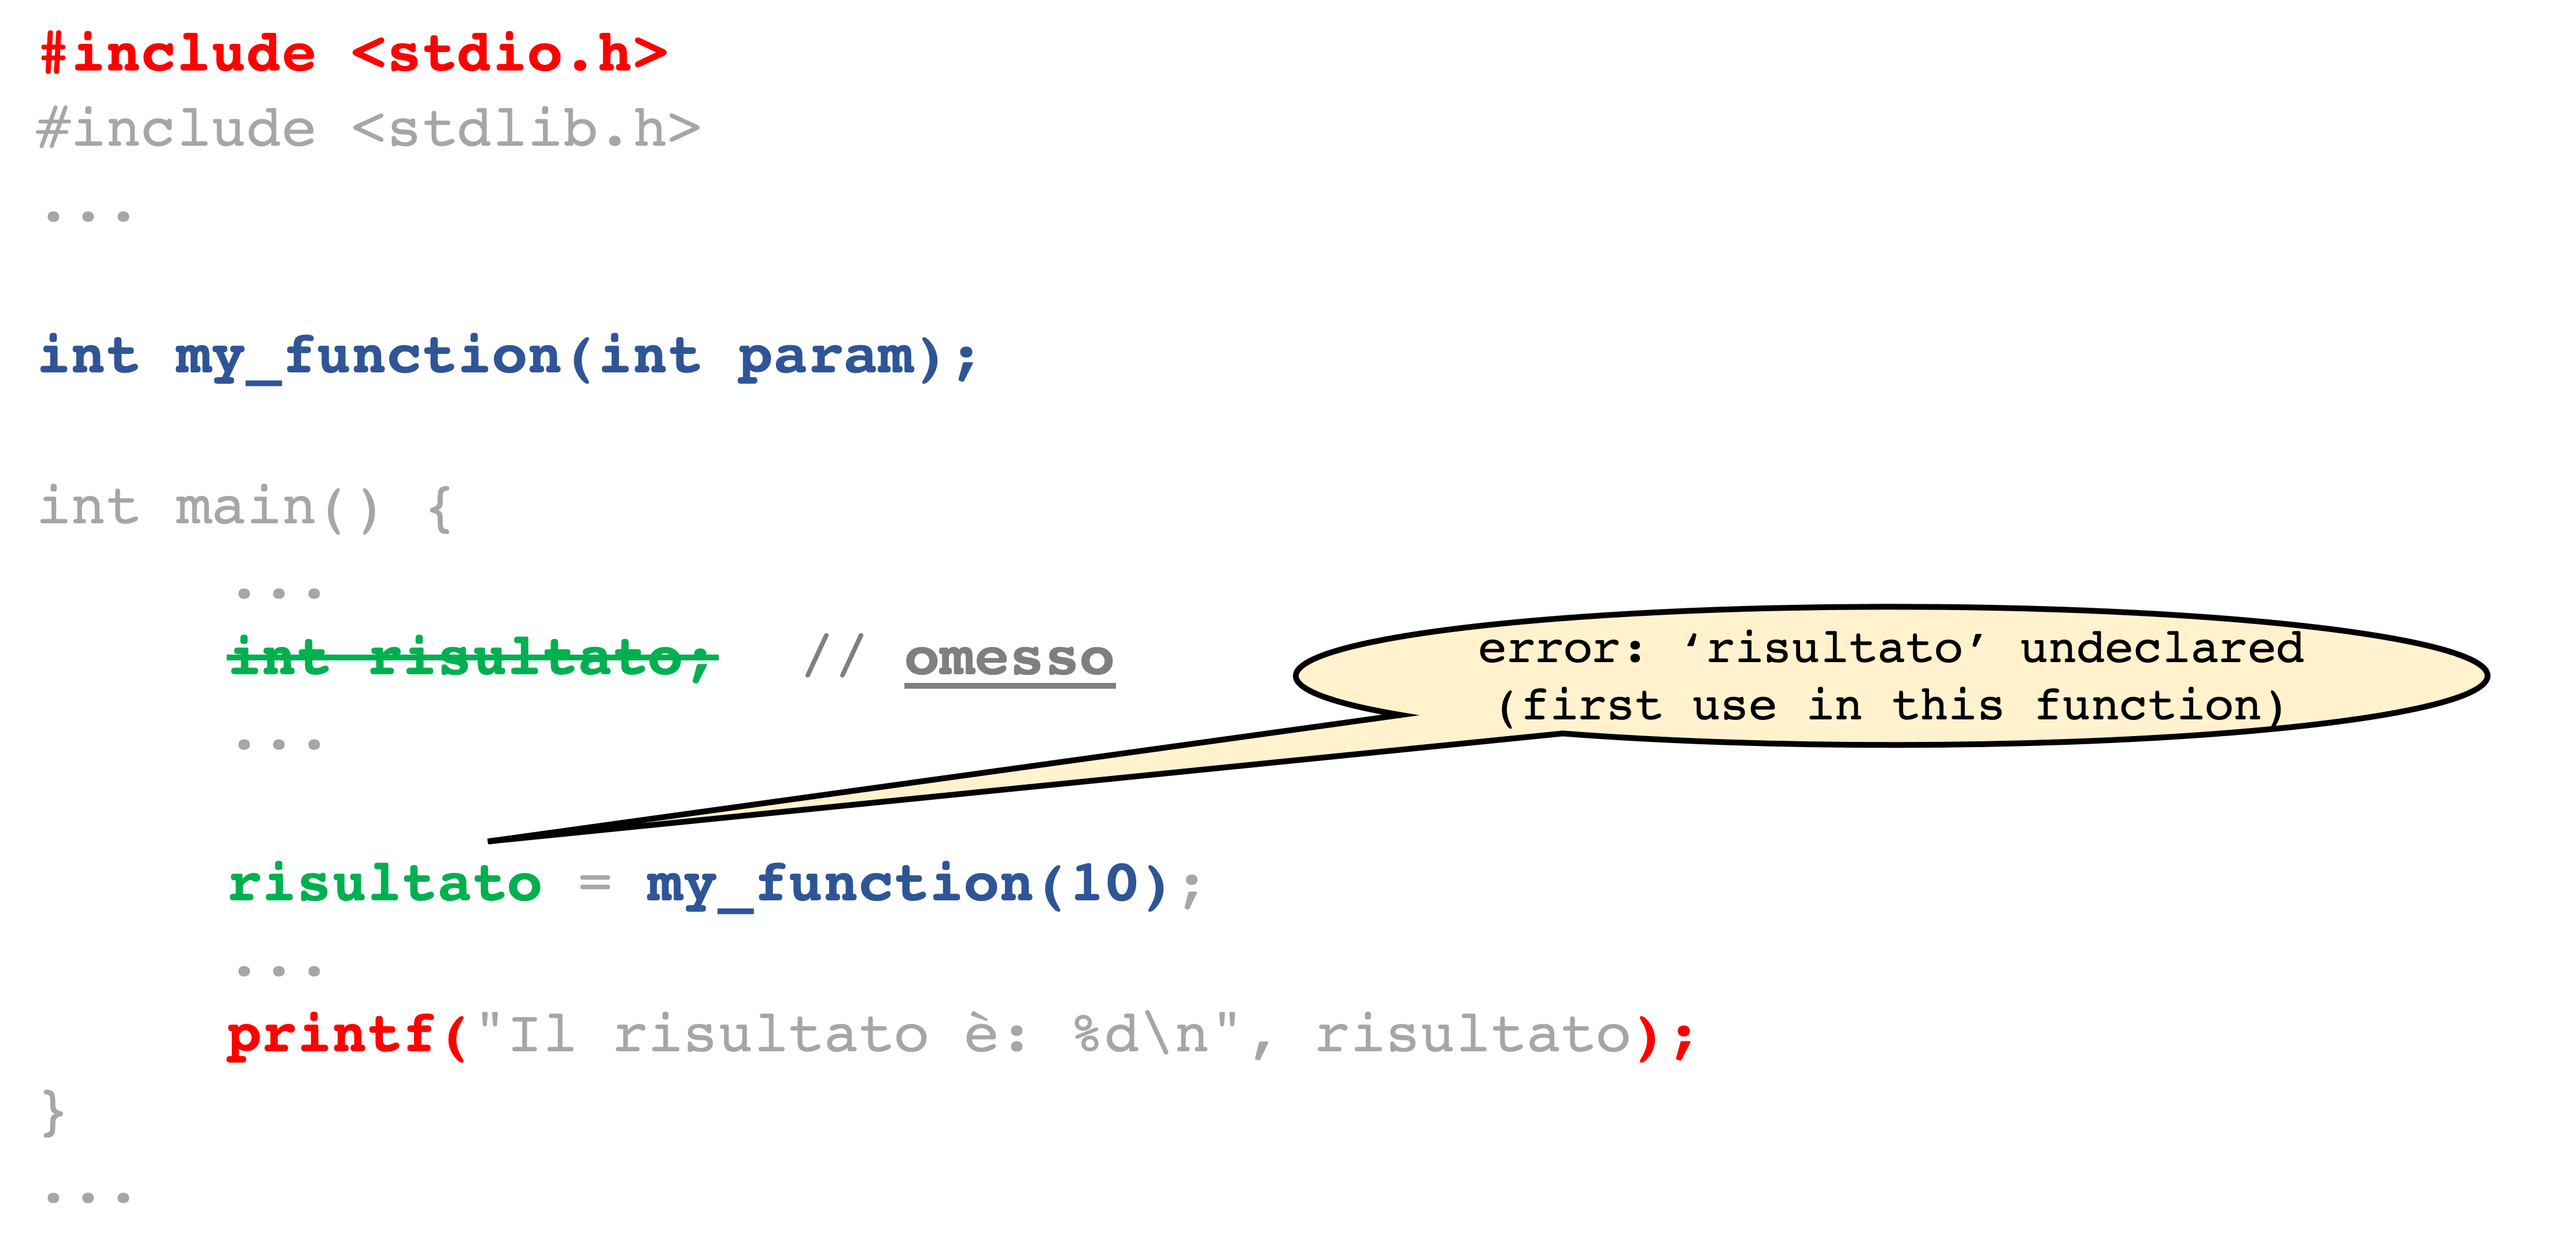 #include <stdio.h>
#include <stdlib.h>
...
int my_function(int param);
int main() {
...
int risultato; // omesso
error: ‘risultato’ undeclared
(first use in this function)
...
risultato = my_function(10);
...
printf("Il risultato è: %d\n", risultato);
}
...